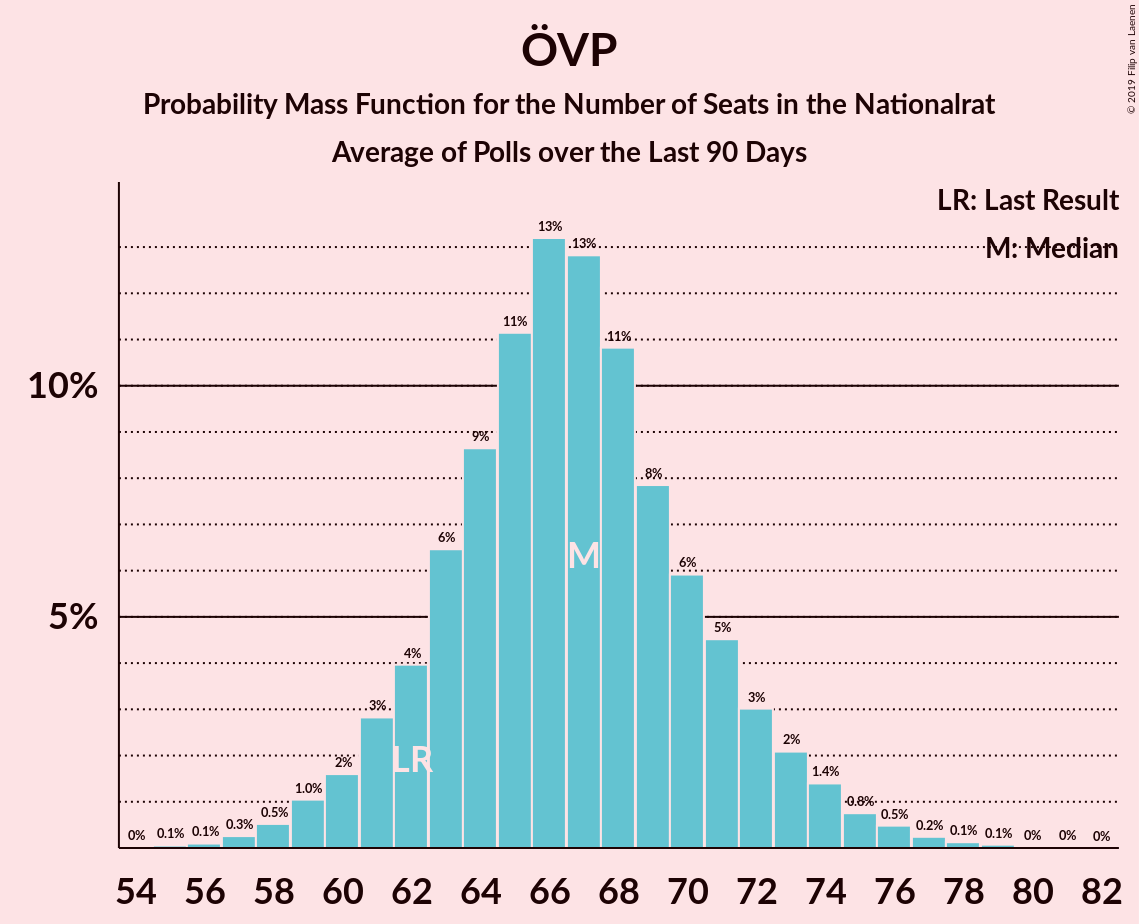 ÖVP
Probability Mass Function for the Number of Seats in the Nationalrat
Average of Polls over the Last 90 Days
© 2019 Filip van Laenen
LR: Last Result
M: Median
10%
5%
0% 0.1% 0.1% 0.3% 0.5% 1.0% 2% 3% 4% 6% 9% 11% 13% 13% 11% 8% 6% 5% 3% 2% 1.4% 0.8% 0.5% 0.2% 0.1% 0.1% 0% 0% 0%
M
LR
54 56 58 60 62 64 66 68 70 72 74 76 78 80 82